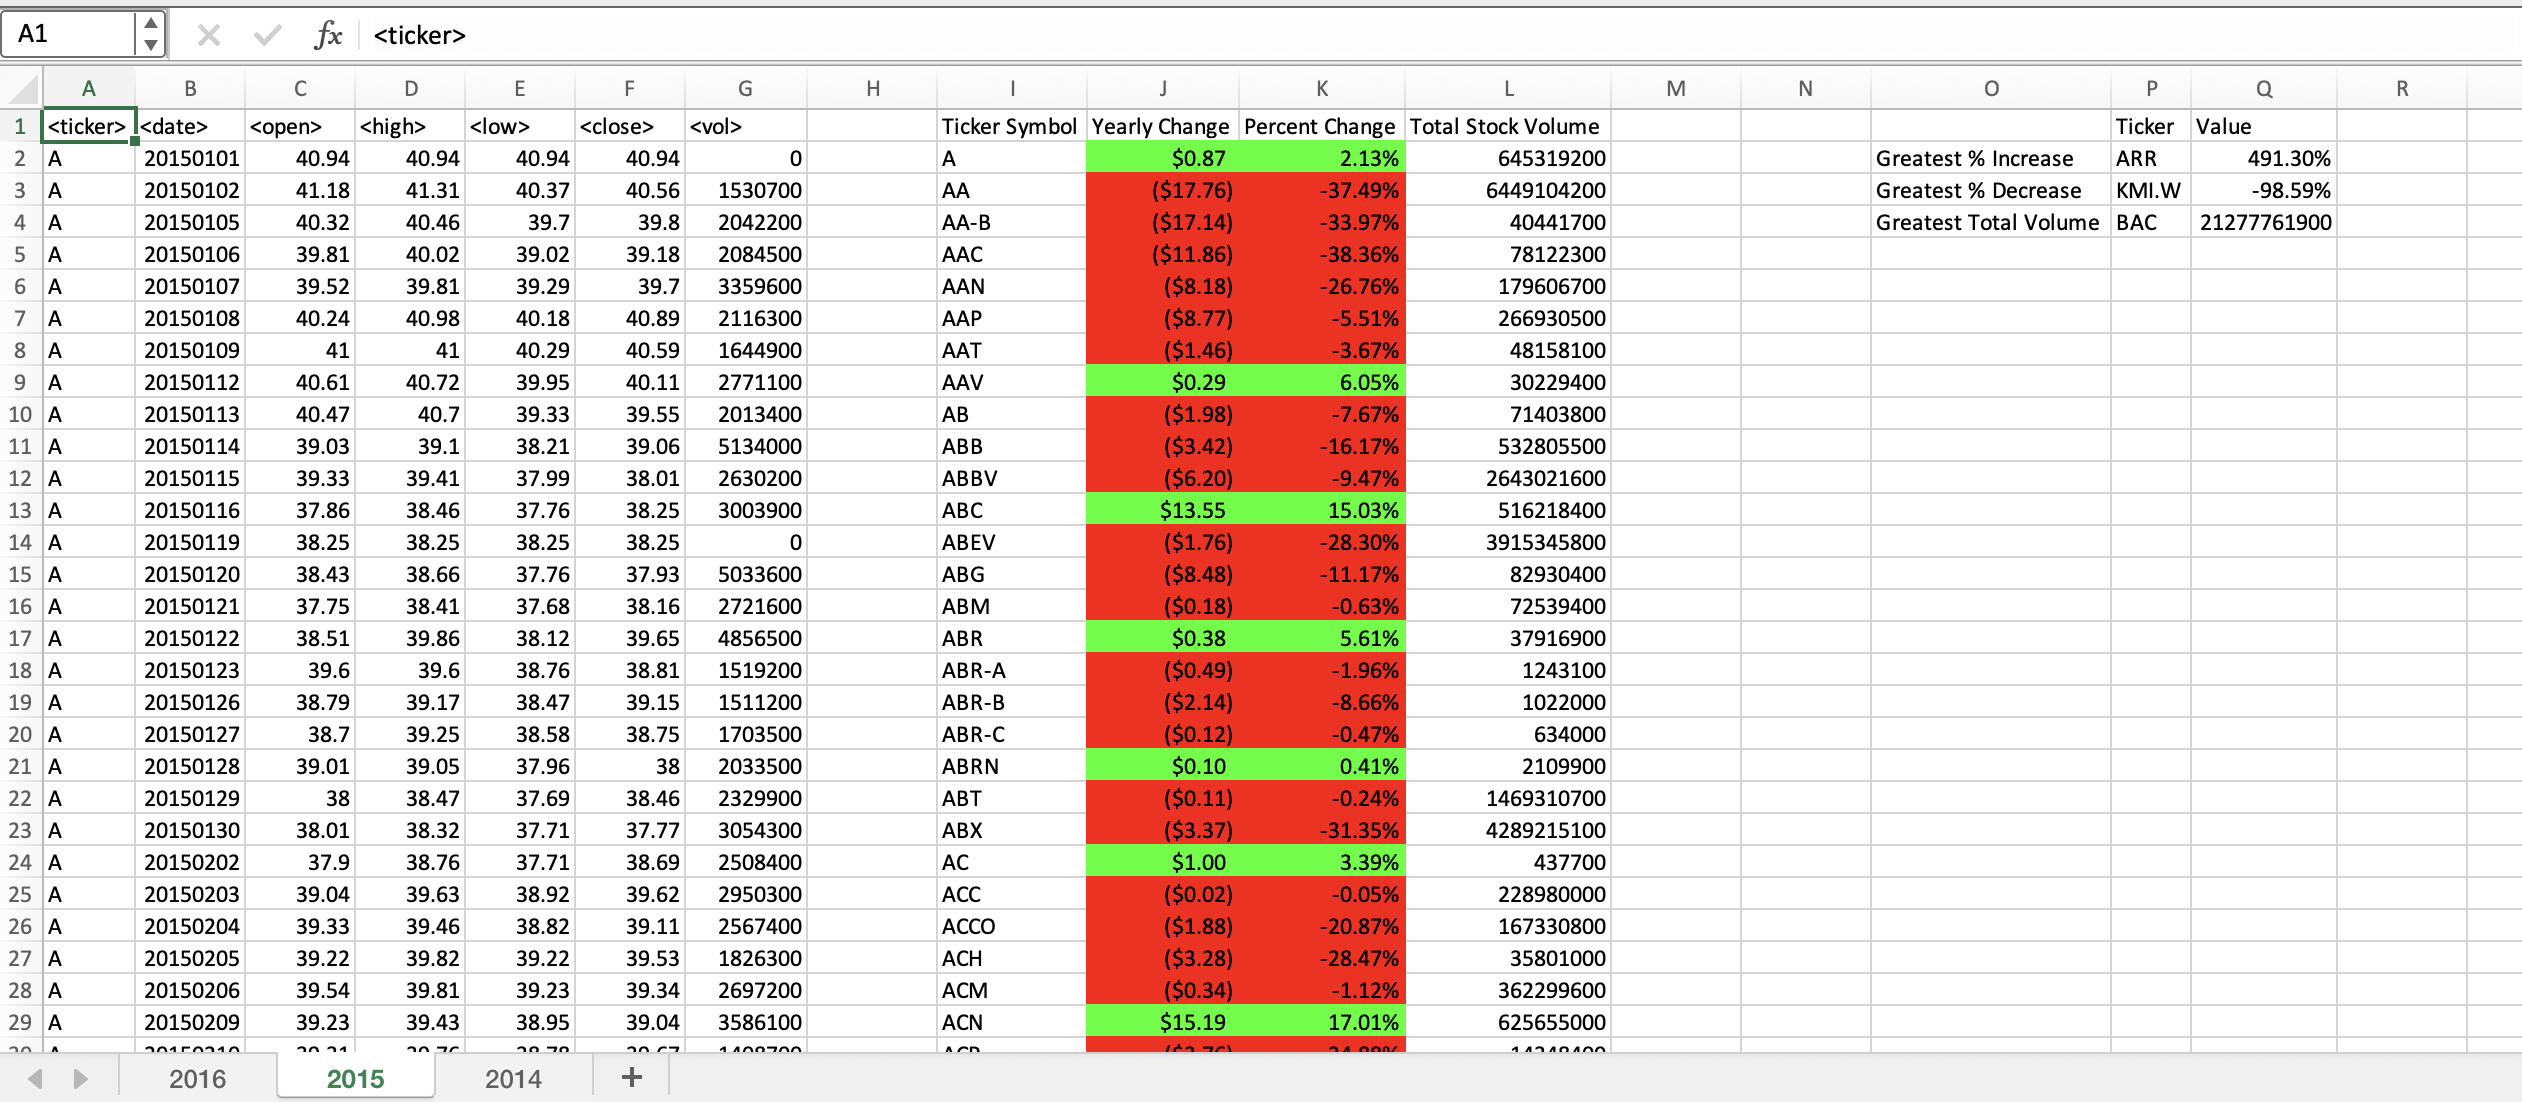 A1 fx <ticker>
A B C D E F G H I J K L M N O P Q R
1 <ticker> <date> <open> <high> <low> <close> <vol> Ticker Symbol Yearly Change Percent Change Total Stock Volume Ticker Value
2 A 20150101 40.94 40.94 40.94 40.94 0 A $0.87 2.13% 645319200 Greatest % Increase ARR 491.30%
3 A 20150102 41.18 41.31 40.37 40.56 1530700 AA ($17.76) -37.49% 6449104200 Greatest % Decrease KMI.W -98.59%
4 A 20150105 40.32 40.46 39.7 39.8 2042200 AA-B ($17.14) -33.97% 40441700 Greatest Total Volume BAC 21277761900
5 A 20150106 39.81 40.02 39.02 39.18 2084500 AAC ($11.86) -38.36% 78122300
6 A 20150107 39.52 39.81 39.29 39.7 3359600 AAN ($8.18) -26.76% 179606700
7 A 20150108 40.24 40.98 40.18 40.89 2116300 AAP ($8.77) -5.51% 266930500
8 A 20150109 41 41 40.29 40.59 1644900 AAT ($1.46) -3.67% 48158100
9 A 20150112 40.61 40.72 39.95 40.11 2771100 AAV $0.29 6.05% 30229400
10 A 20150113 40.47 40.7 39.33 39.55 2013400 AB ($1.98) -7.67% 71403800
11 A 20150114 39.03 39.1 38.21 39.06 5134000 ABB ($3.42) -16.17% 532805500
12 A 20150115 39.33 39.41 37.99 38.01 2630200 ABBV ($6.20) -9.47% 2643021600
13 A 20150116 37.86 38.46 37.76 38.25 3003900 ABC $13.55 15.03% 516218400
14 A 20150119 38.25 38.25 38.25 38.25 0 ABEV ($1.76) -28.30% 3915345800
15 A 20150120 38.43 38.66 37.76 37.93 5033600 ABG ($8.48) -11.17% 82930400
16 A 20150121 37.75 38.41 37.68 38.16 2721600 ABM ($0.18) -0.63% 72539400
17 A 20150122 38.51 39.86 38.12 39.65 4856500 ABR $0.38 5.61% 37916900
18 A 20150123 39.6 39.6 38.76 38.81 1519200 ABR-A ($0.49) -1.96% 1243100
19 A 20150126 38.79 39.17 38.47 39.15 1511200 ABR-B ($2.14) -8.66% 1022000
20 A 20150127 38.7 39.25 38.58 38.75 1703500 ABR-C ($0.12) -0.47% 634000
21 A 20150128 39.01 39.05 37.96 38 2033500 ABRN $0.10 0.41% 2109900
22 A 20150129 38 38.47 37.69 38.46 2329900 ABT ($0.11) -0.24% 1469310700
23 A 20150130 38.01 38.32 37.71 37.77 3054300 ABX ($3.37) -31.35% 4289215100
24 A 20150202 37.9 38.76 37.71 38.69 2508400 AC $1.00 3.39% 437700
25 A 20150203 39.04 39.63 38.92 39.62 2950300 ACC ($0.02) -0.05% 228980000
26 A 20150204 39.33 39.46 38.82 39.11 2567400 ACCO ($1.88) -20.87% 167330800
27 A 20150205 39.22 39.82 39.22 39.53 1826300 ACH ($3.28) -28.47% 35801000
28 A 20150206 39.54 39.81 39.23 39.34 2697200 ACM ($0.34) -1.12% 362299600
29 A 20150209 39.23 39.43 38.95 39.04 3586100 ACN $15.19 17.01% 625655000
2016 2015 2014 +